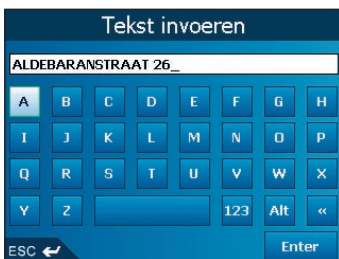 Tekst invoeren
ALDEBARANSTRAAT 26_
A B C D E F G H
I J K L M N O P
Q R S T U V W X
Y Z 123 Alt «
ESC Enter